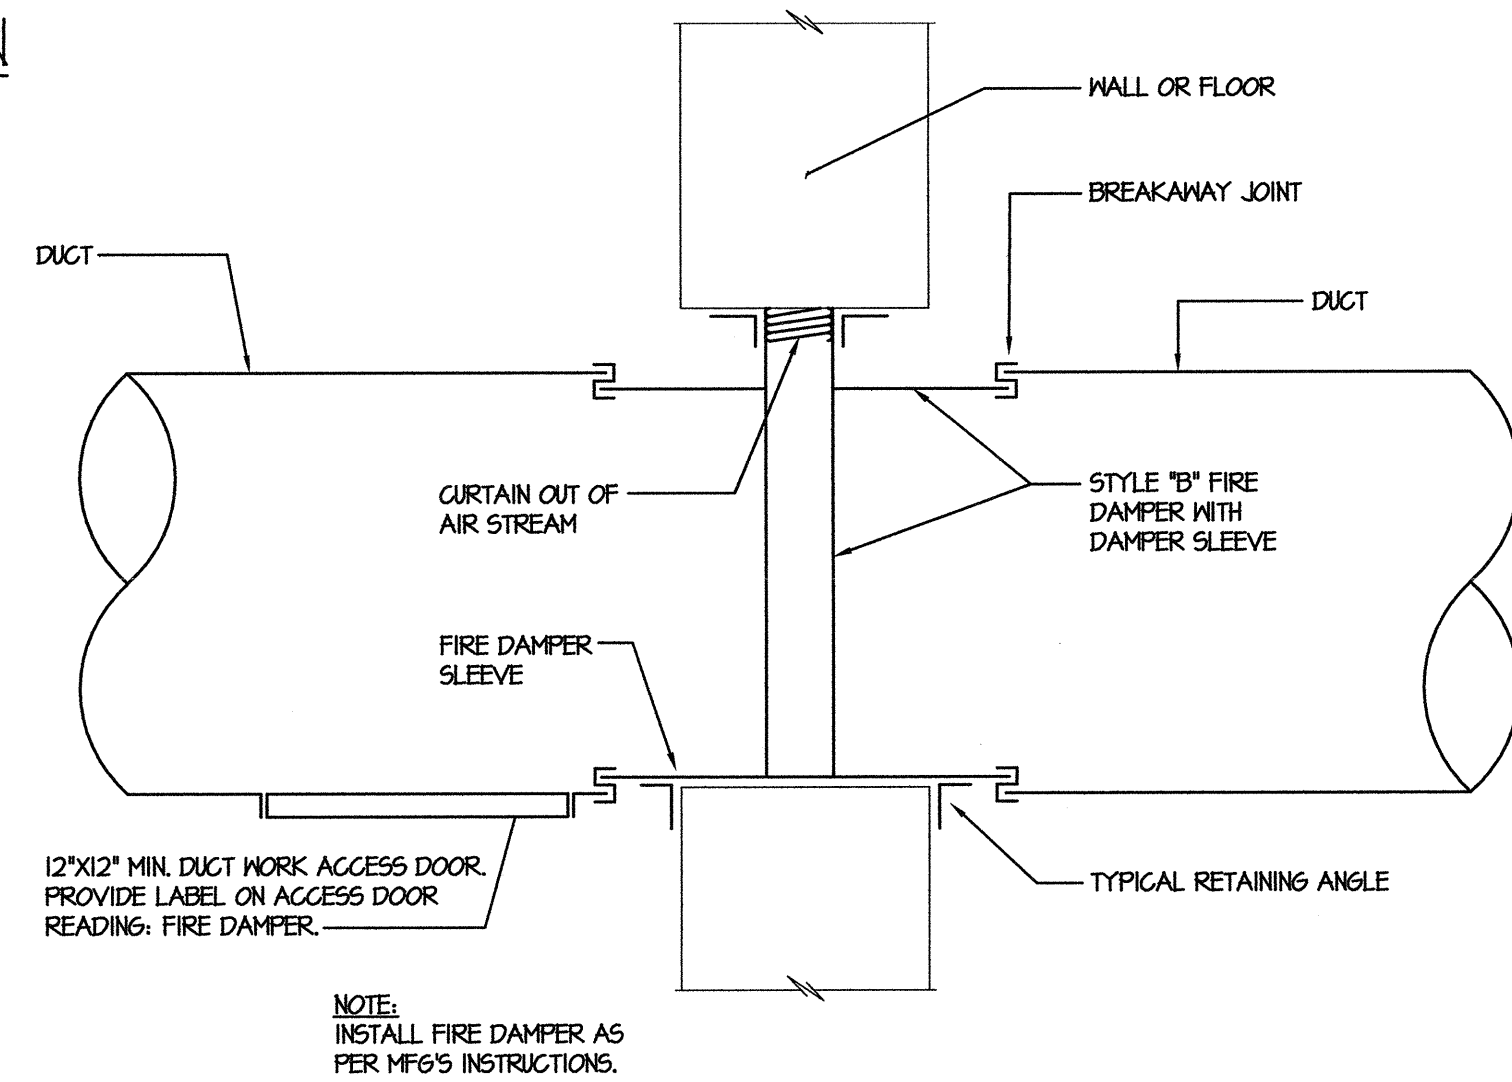 WALL OR FLOOR
BREAKAWAY JOINT
DUCT
DUCT
CURTAIN OUT OF
AIR STREAM
STYLE "B" FIRE
DAMPER WITH
DAMPER SLEEVE
FIRE DAMPER
SLEEVE
12"X12" MIN. DUCT WORK ACCESS DOOR.
PROVIDE LABEL ON ACCESS DOOR
READING: FIRE DAMPER.
TYPICAL RETAINING ANGLE
NOTE:
INSTALL FIRE DAMPER AS
PER MFG'S INSTRUCTIONS.